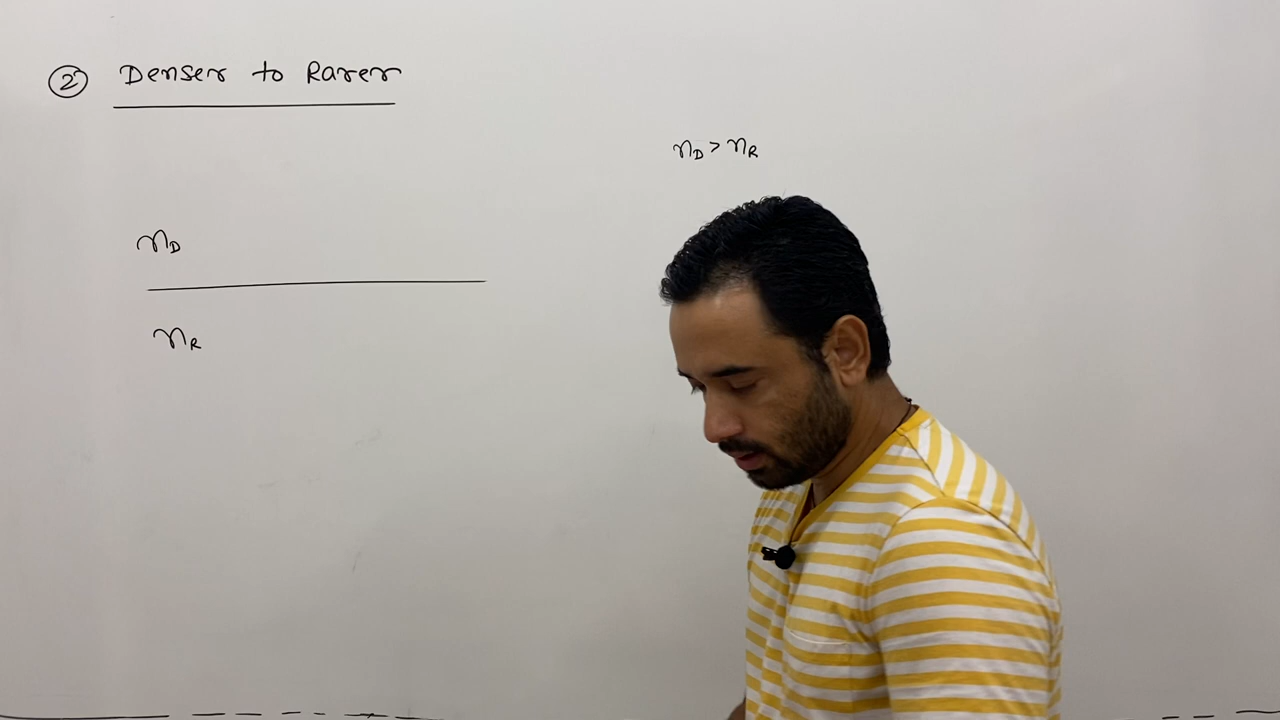 ② Denser to Rarer
n_D > n_R
n_D
n_R